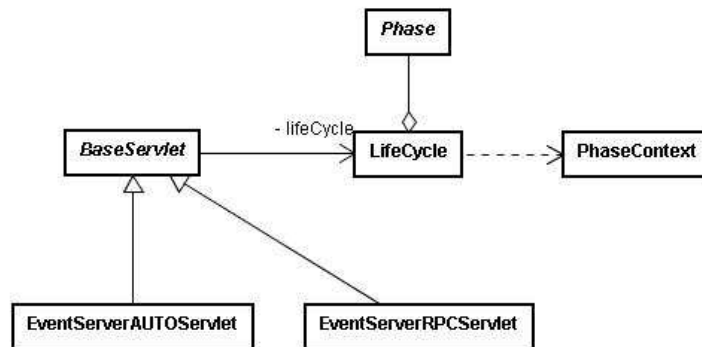 Phase
- lifeCycle
BaseServlet
LifeCycle
PhaseContext
EventServerAUTOServlet
EventServerRPCServlet